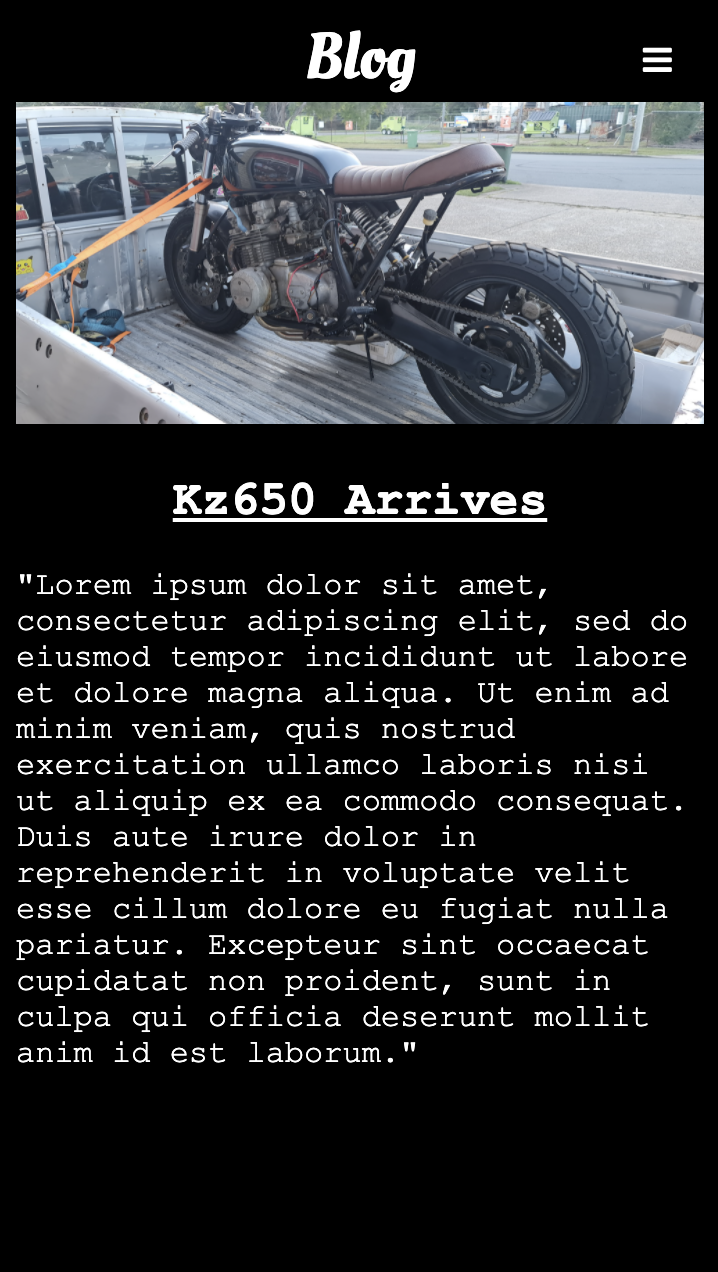 Blog
Kz650 Arrives
"Lorem ipsum dolor sit amet,
consectetur adipiscing elit, sed do
eiusmod tempor incididunt ut labore
et dolore magna aliqua. Ut enim ad
minim veniam, quis nostrud
exercitation ullamco laboris nisi
ut aliquip ex ea commodo consequat.
Duis aute irure dolor in
reprehenderit in voluptate velit
esse cillum dolore eu fugiat nulla
pariatur. Excepteur sint occaecat
cupidatat non proident, sunt in
culpa qui officia deserunt mollit
anim id est laborum."